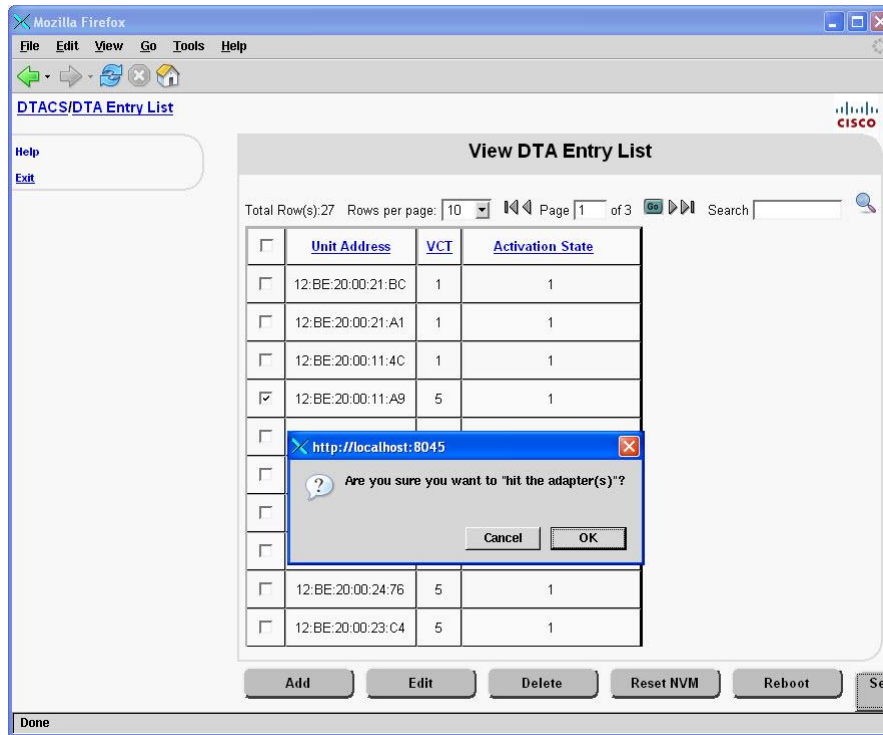 Mozilla Firefox
File Edit View Go Tools Help
DTACS/DTA Entry List
CISCO
Help
Exit
View DTA Entry List
Total Row(s):27 Rows per page: 10 Page 1 of 3 Go Search
Unit Address VCT Activation State
12:BE:20:00:21:BC 1 1
12:BE:20:00:21:A1 1 1
12:BE:20:00:11:4C 1 1
12:BE:20:00:11:A9 5 1
http://localhost:8045
Are you sure you want to "hit the adapter(s)"?
Cancel OK
12:BE:20:00:24:76 5 1
12:BE:20:00:23:C4 5 1
Add Edit Delete Reset NVM Reboot Se
Done